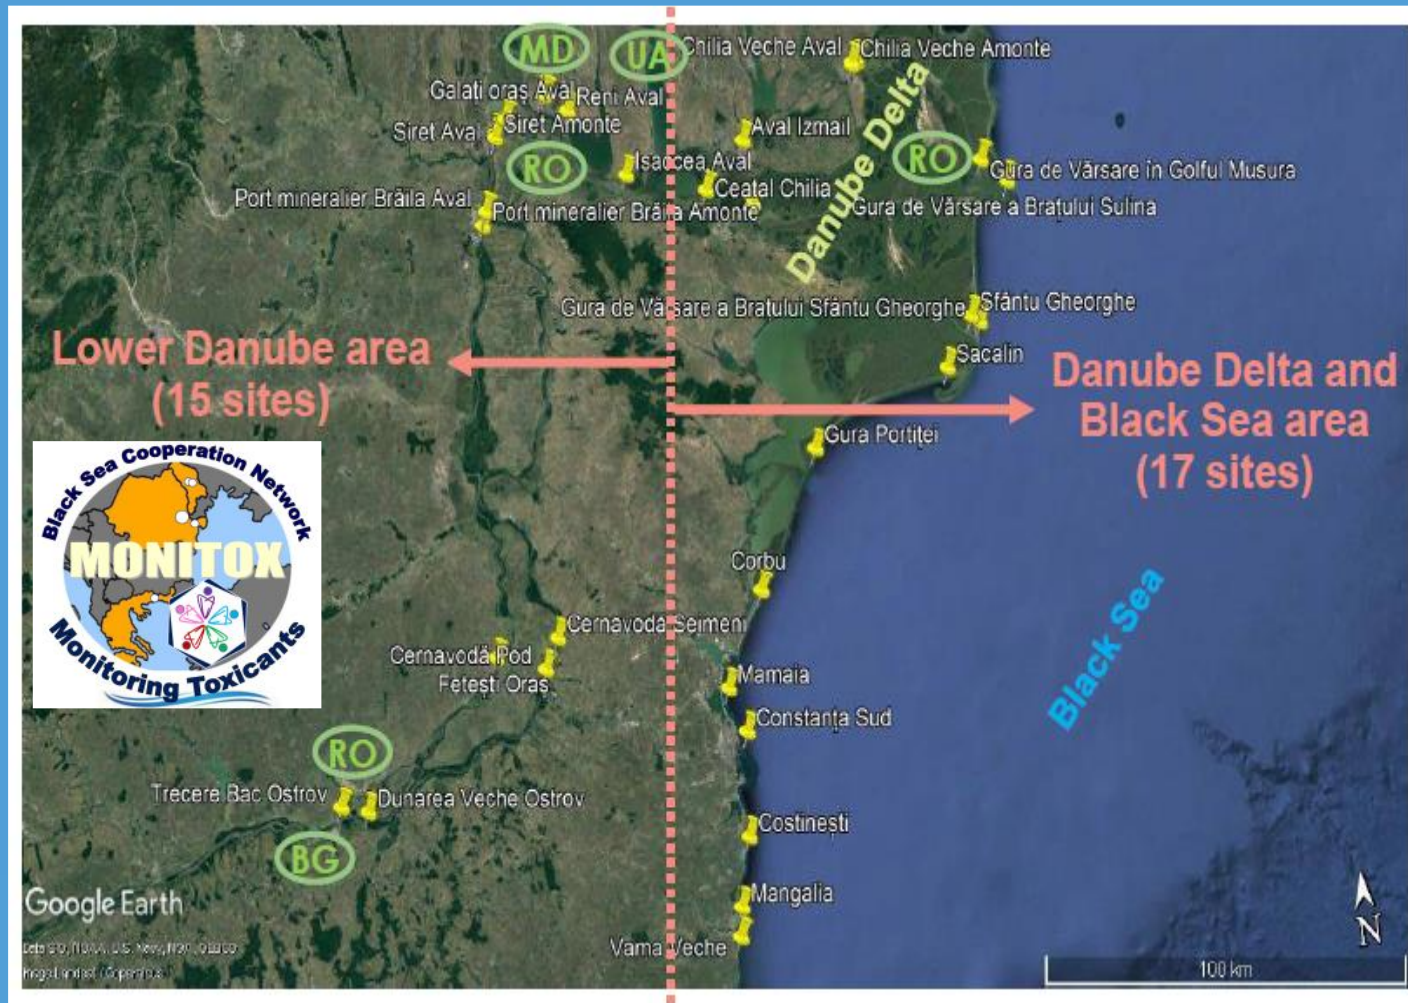 MD
UA
Chilia Veche Aval
Chilia Veche Amonte
Galați oraș Aval
Reni Aval
Siret Aval
Siret Amonte
Aval Izmail
Danube Delta
RO
RO
Isaccea Aval
Gura de Vărsare în Golful Musura
Ceatal Chilia
Port mineralier Brăila Aval
Port mineralier Brăila Amonte
Gura de Vărsare a Brațului Sulina
Gura de Vărsare a Brațului Sfântu Gheorghe
Sfântu Gheorghe
Lower Danube area
(15 sites)
Sacalin
Danube Delta and
Black Sea area
(17 sites)
Gura Portiței
Black Sea Cooperation Network
MONITOX
Monitoring Toxicants
Corbu
Cernavodă Seimeni
Cernavodă Pod
Fetești Oraș
Mamaia
Black Sea
Constanța Sud
RO
Trecere Bac Ostrov
Dunarea Veche Ostrov
Costinești
BG
Mangalia
Google Earth
Vama Veche
N
100 km